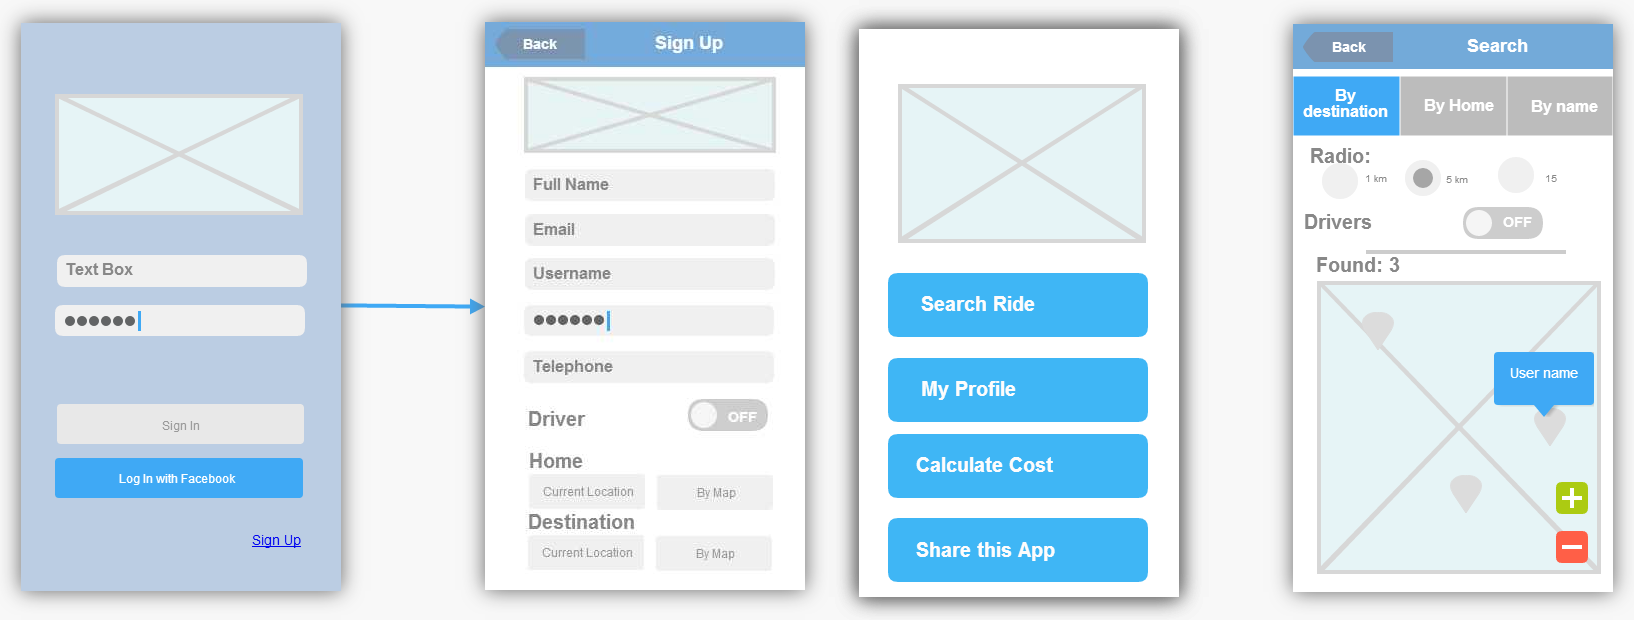 Text Box
●●●●●●
Sign In
Log In with Facebook
Sign Up
Back
Sign Up
Full Name
Email
Username
●●●●●●
Telephone
Driver
OFF
Home
Current Location
By Map
Destination
Current Location
By Map
Search Ride
My Profile
Calculate Cost
Share this App
Back
Search
By
destination
By Home
By name
Radio:
1 km
5 km
15
Drivers
OFF
Found: 3
User name